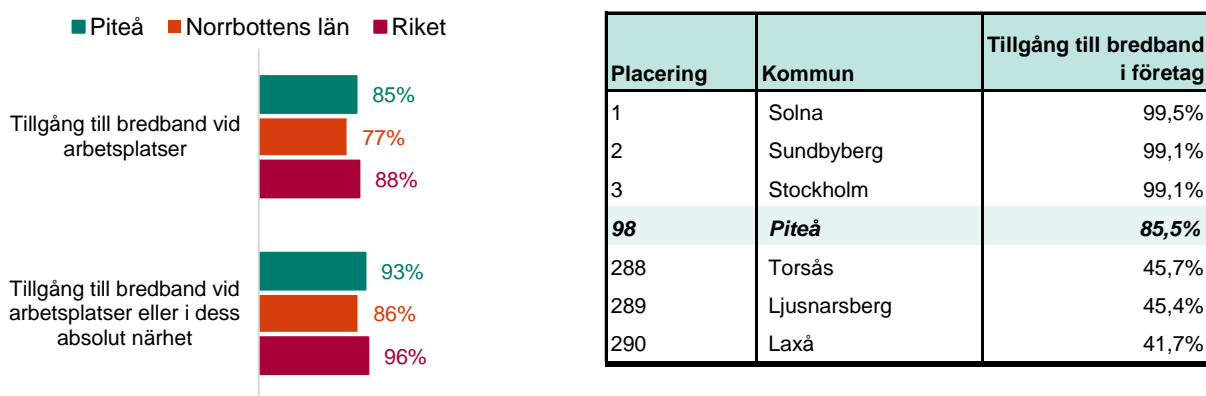 Piteå Norrbottens län Riket
Tillgång till bredband vid
arbetsplatser
85%
77%
88%
Tillgång till bredband vid
arbetsplatser eller i dess
absolut närhet
93%
86%
96%
Placering Kommun Tillgång till bredband
i företag
1 Solna 99,5%
2 Sundbyberg 99,1%
3 Stockholm 99,1%
98 Piteå 85,5%
288 Torsås 45,7%
289 Ljusnarsberg 45,4%
290 Laxå 41,7%